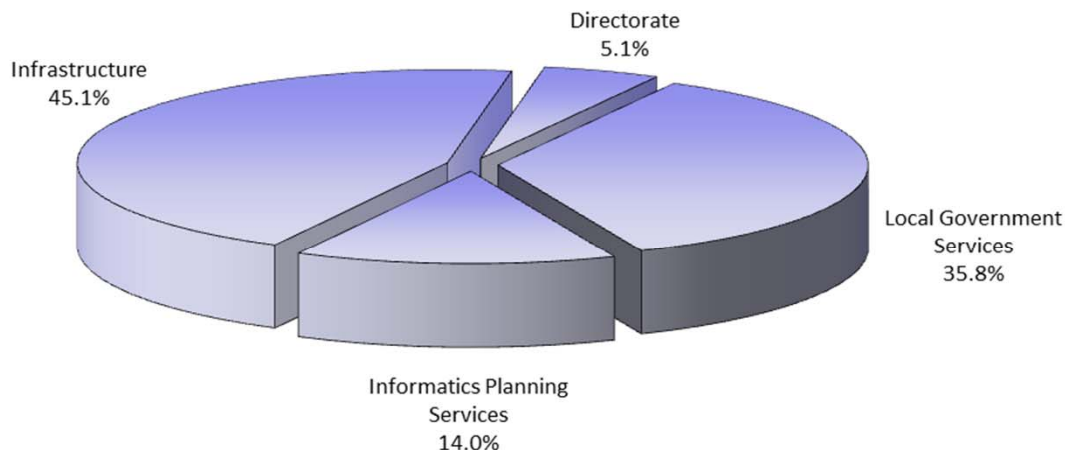 Directorate
5.1%
Infrastructure
45.1%
Local Government
Services
35.8%
Informatics Planning
Services
14.0%